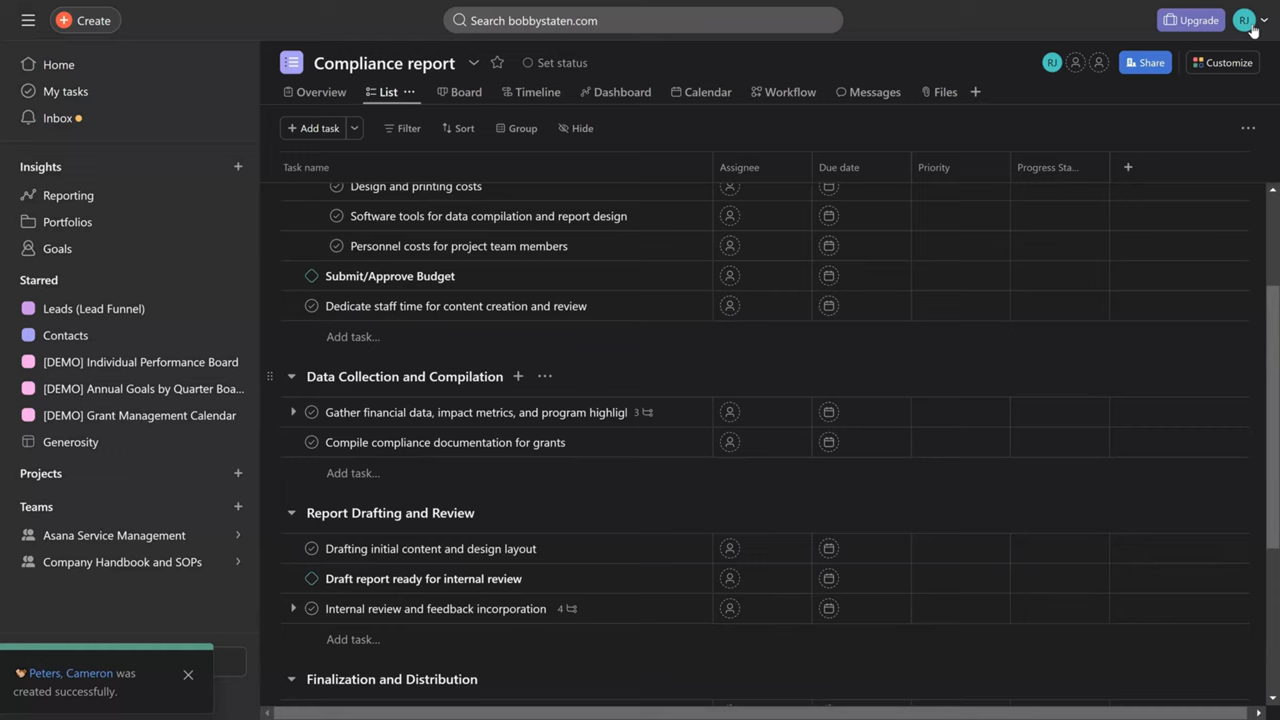 Create
Search bobbystaten.com
Upgrade
RJ
Home
My tasks
Inbox
Insights
Reporting
Portfolios
Goals
Starred
Leads (Lead Funnel)
Contacts
[DEMO] Individual Performance Board
[DEMO] Annual Goals by Quarter Boa...
[DEMO] Grant Management Calendar
Generosity
Projects
Teams
Asana Service Management
Company Handbook and SOPs
Peters, Cameron was
created successfully.
Compliance report
Set status
RJ
Share
Customize
Overview
List
Board
Timeline
Dashboard
Calendar
Workflow
Messages
Files
Add task
Filter
Sort
Group
Hide
Task name
Assignee
Due date
Priority
Progress Sta...
Design and printing costs
Software tools for data compilation and report design
Personnel costs for project team members
Submit/Approve Budget
Dedicate staff time for content creation and review
Add task...
Data Collection and Compilation
Gather financial data, impact metrics, and program highligl 3
Compile compliance documentation for grants
Add task...
Report Drafting and Review
Drafting initial content and design layout
Draft report ready for internal review
Internal review and feedback incorporation 4
Add task...
Finalization and Distribution